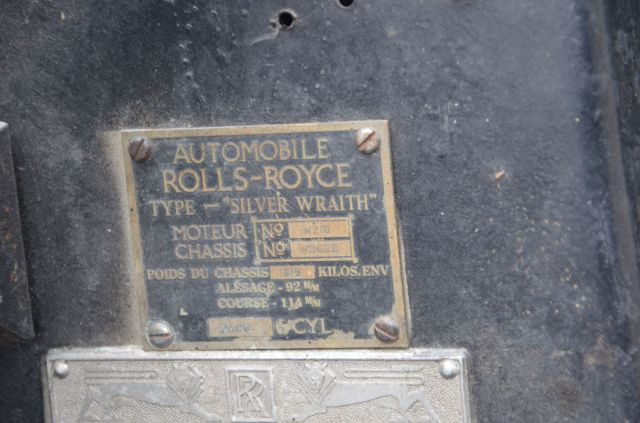 AUTOMOBILE
ROLLS-ROYCE
TYPE - "SILVER WRAITH"
MOTEUR No
CHASSIS No
POIDS DU CHASSIS KILOS.ENV
ALÉSAGE - 92 M/M
COURSE - 114 M/M
6 CYL
RR